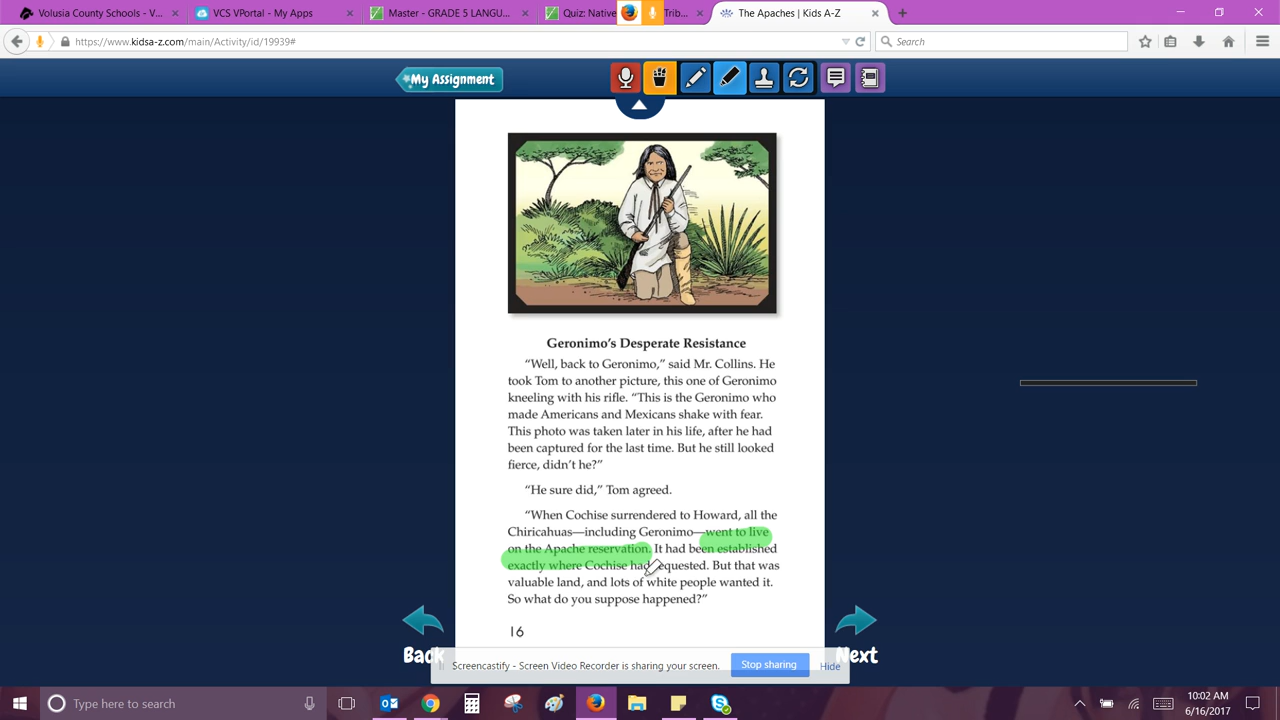 Volusia County Schools - V...
VCS VPortal - My Apps
Master - GRADE 5 LANGU...
Quiz: Native
Trib...
The Apaches | Kids A-Z
https://www.kidsa-z.com/main/Activity/id/19939#
Search
My Assignment
Geronimo's Desperate Resistance
"Well, back to Geronimo," said Mr. Collins. He
took Tom to another picture, this one of Geronimo
kneeling with his rifle. "This is the Geronimo who
made Americans and Mexicans shake with fear.
This photo was taken later in his life, after he had
been captured for the last time. But he still looked
fierce, didn't he?"
"He sure did," Tom agreed.
"When Cochise surrendered to Howard, all the
Chiricahuas—including Geronimo—went to live
on the Apache reservation. It had been established
exactly where Cochise had requested. But that was
valuable land, and lots of white people wanted it.
So what do you suppose happened?"
16
Back
Next
Screencastify - Screen Video Recorder is sharing your screen.
Stop sharing
Hide
Type here to search
10:02 AM
6/16/2017